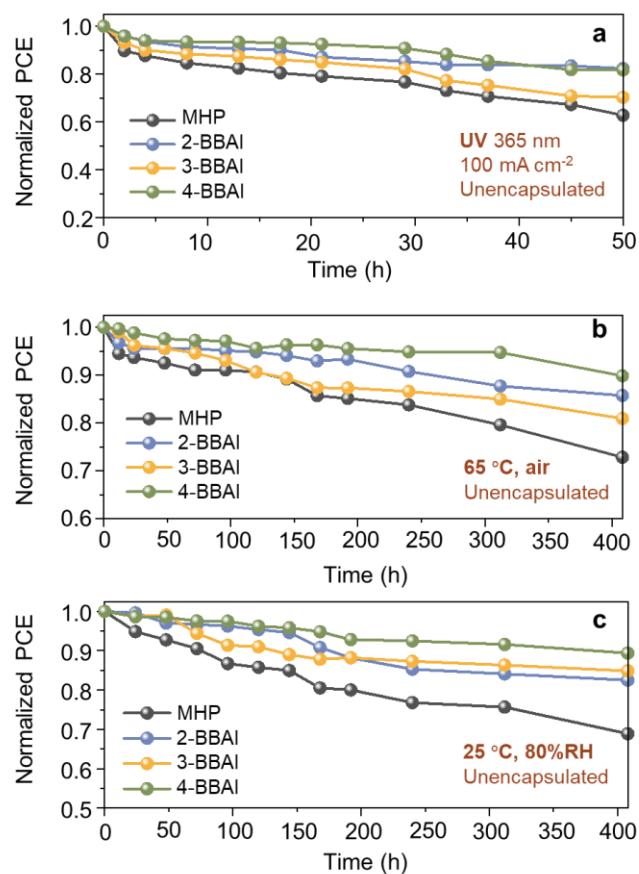 a
1.0
0.8
0.6
0.4
0.2
Normalized PCE
MHP
2-BBAI
3-BBAI
4-BBAI
UV 365 nm
100 mA cm⁻²
Unencapsulated
0 10 20 30 40 50
Time (h)
b
1.0
0.9
0.8
0.7
0.6
Normalized PCE
MHP
2-BBAI
3-BBAI
4-BBAI
65 °C, air
Unencapsulated
0 50 100 150 200 250 300 350 400
Time (h)
c
1.0
0.9
0.8
0.7
0.6
0.5
Normalized PCE
MHP
2-BBAI
3-BBAI
4-BBAI
25 °C, 80%RH
Unencapsulated
0 50 100 150 200 250 300 350 400
Time (h)